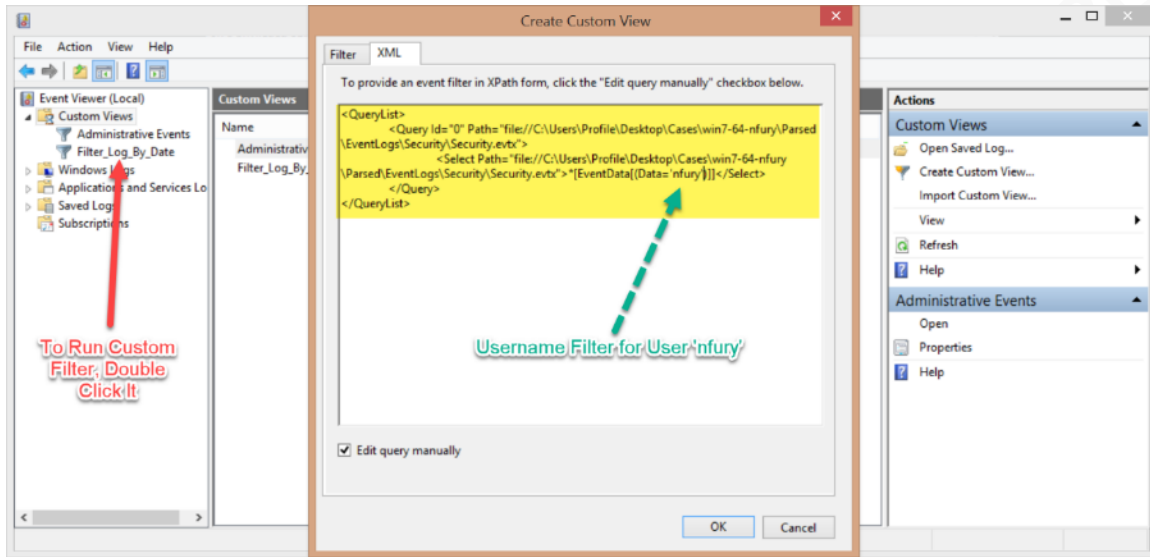 Create Custom View
File Action View Help
Event Viewer (Local)
Custom Views
Administrative Events
Filter_Log_By_Date
Windows Logs
Applications and Services Lo
Saved Logs
Subscriptions
To Run Custom
Filter, Double
Click It
Custom Views
Name
Administrativ
Filter_Log_By_
Filter XML
To provide an event filter in XPath form, click the "Edit query manually" checkbox below.
<QueryList>
<Query Id="0" Path="file://C:\Users\Profile\Desktop\Cases\win7-64-nfury\Parsed
\EventLogs\Security\Security.evtx">
<Select Path="file://C:\Users\Profile\Desktop\Cases\win7-64-nfury
\Parsed\EventLogs\Security\Security.evtx">*[EventData[(Data='nfury')]]</Select>
</Query>
</QueryList>
Username Filter for User 'nfury'
Edit query manually
OK Cancel
Actions
Custom Views
Open Saved Log...
Create Custom View...
Import Custom View...
View
Refresh
Help
Administrative Events
Open
Properties
Help